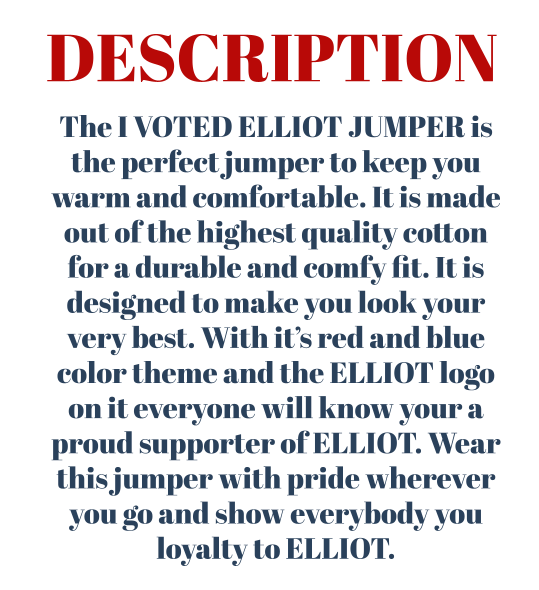 DESCRIPTION
The I VOTED ELLIOT JUMPER is
the perfect jumper to keep you
warm and comfortable. It is made
out of the highest quality cotton
for a durable and comfy fit. It is
designed to make you look your
very best. With it’s red and blue
color theme and the ELLIOT logo
on it everyone will know your a
proud supporter of ELLIOT. Wear
this jumper with pride wherever
you go and show everybody you
loyalty to ELLIOT.